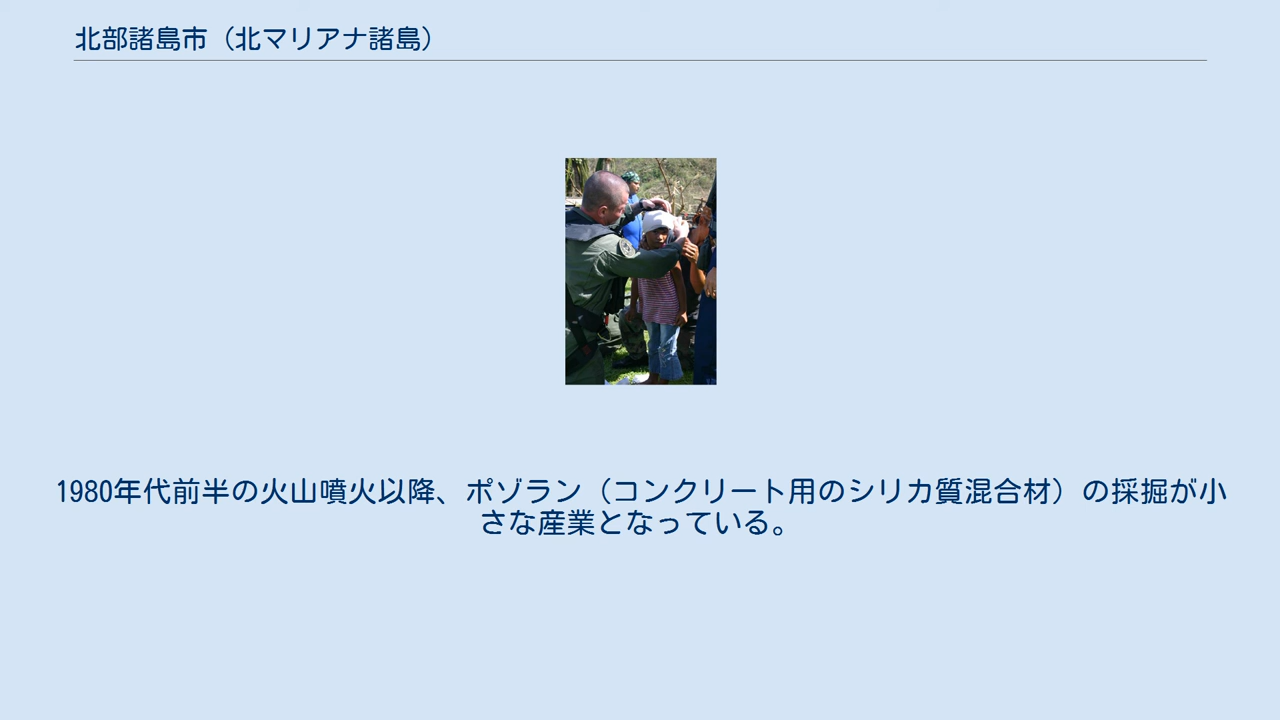 北部諸島市（北マリアナ諸島）
1980年代前半の火山噴火以降、ポゾラン（コンクリート用のシリカ質混合材）の採掘が小
さな産業となっている。